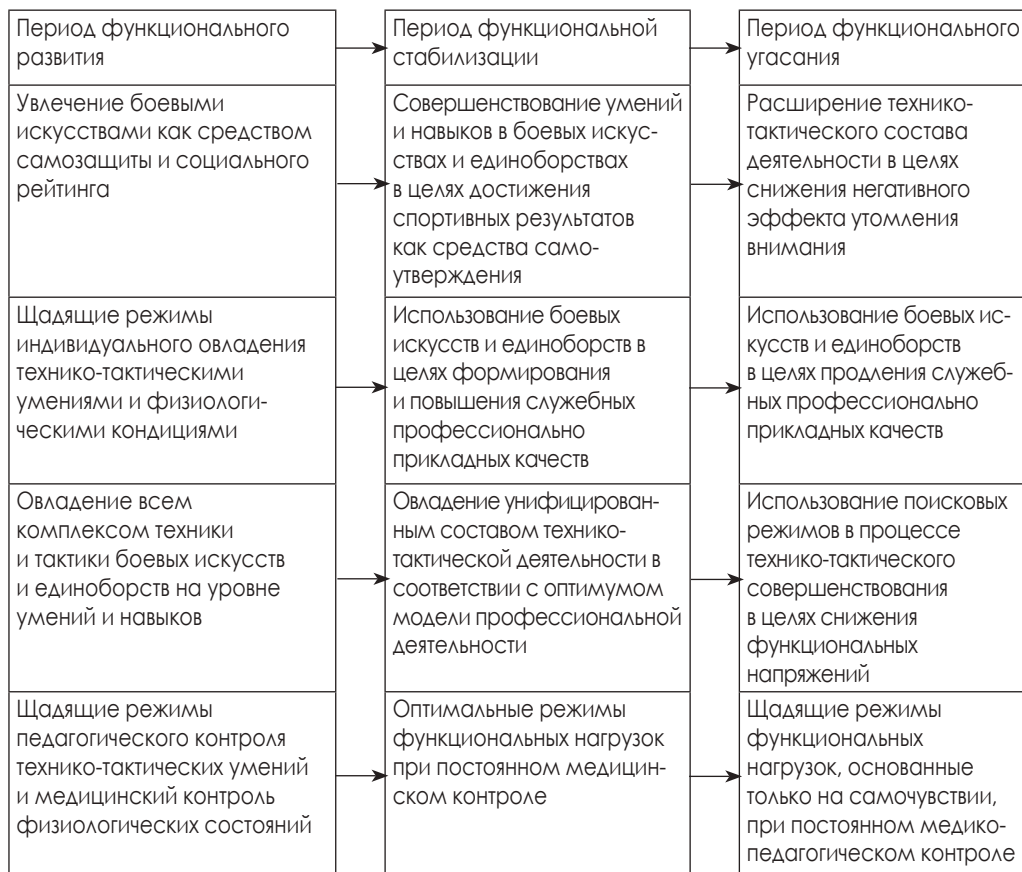 Период функционального
развития
Период функциональной
стабилизации
Период функционального
угасания
Увлечение боевыми
искусствами как средством
самозащиты и социального
рейтинга
Совершенствование умений
и навыков в боевых искус-
ствах и единоборствах
в целях достижения
спортивных результатов
как средства само-
утверждения
Расширение технико-
тактического состава
деятельности в целях
снижения негативного
эффекта утомления
внимания
Щадящие режимы
индивидуального овладения
технико-тактическими
умениями и физиологи-
ческими кондициями
Использование боевых
искусств и единоборств в
целях формирования
и повышения служебных
профессионально
прикладных качеств
Использование боевых ис-
кусств и единоборств
в целях продления служеб-
ных профессионально
прикладных качеств
Овладение всем
комплексом техники
и тактики боевых искусств
и единоборств на уровне
умений и навыков
Овладение унифицирован-
ным составом технико-
тактической деятельности в
соответствии с оптимумом
модели профессиональной
деятельности
Использование поисковых
режимов в процессе
технико-тактического
совершенствования
в целях снижения
функциональных
напряжений
Щадящие режимы
педагогического контроля
технико-тактических умений
и медицинский контроль
физиологических состояний
Оптимальные режимы
функциональных нагрузок
при постоянном медицин-
ском контроле
Щадящие режимы
функциональных
нагрузок, основанные
только на самочувствии,
при постоянном медико-
педагогическом контроле